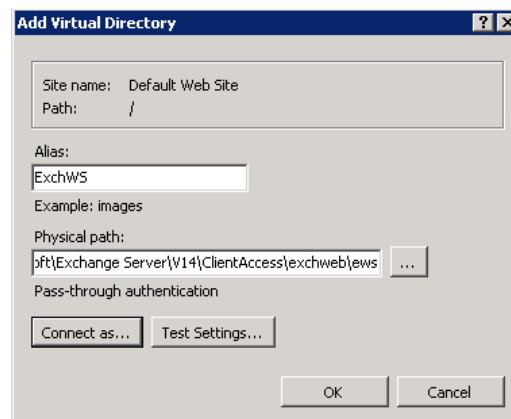 Add Virtual Directory
Site name: Default Web Site
Path: /
Alias:
ExchWS
Example: images
Physical path:
oft\Exchange Server\V14\ClientAccess\exchweb\ews ...
Pass-through authentication
Connect as... Test Settings...
OK Cancel